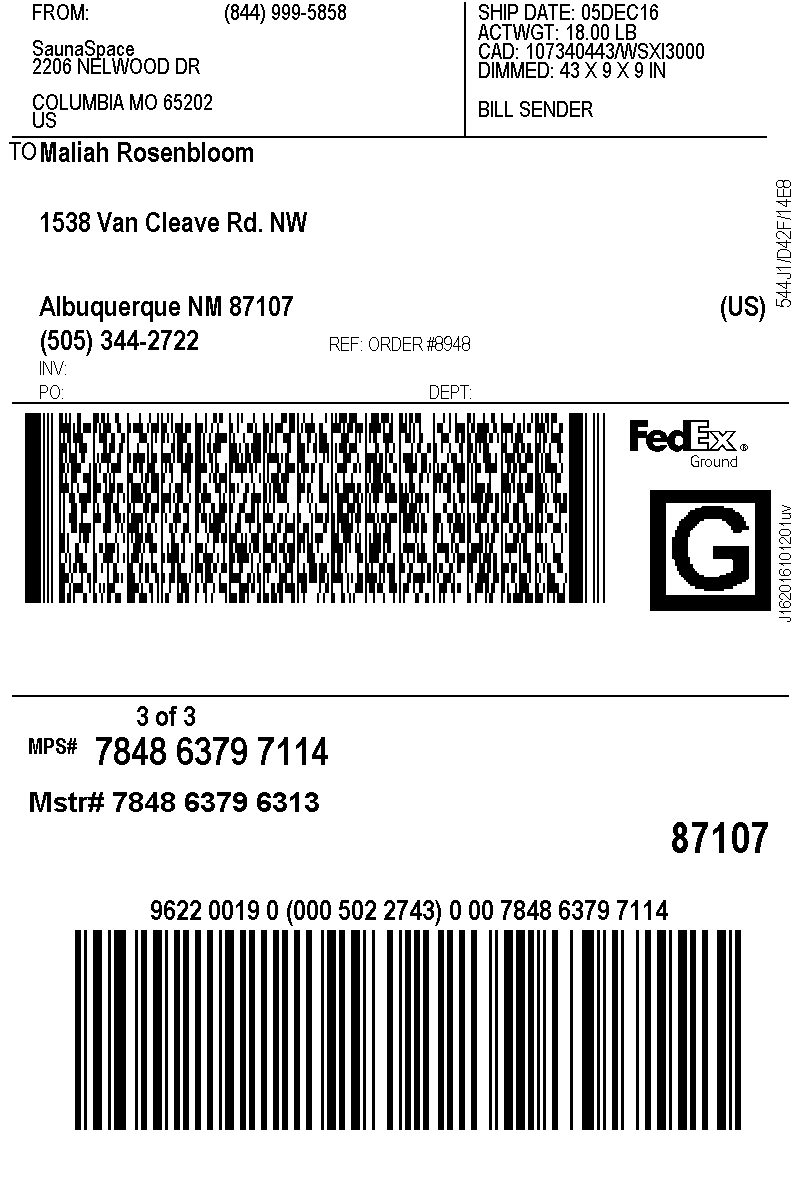 FROM: (844) 999-5858
SaunaSpace
2206 NELWOOD DR
COLUMBIA MO 65202
US
SHIP DATE: 05DEC16
ACTWGT: 18.00 LB
CAD: 107340443/WSXI3000
DIMMED: 43 X 9 X 9 IN
BILL SENDER
TO Maliah Rosenbloom
1538 Van Cleave Rd. NW
Albuquerque NM 87107 (US)
(505) 344-2722 REF: ORDER #8948
INV:
PO: DEPT:
544J1/D42F/14E8
FedEx®
Ground
G
J162016101201uv
3 of 3
MPS# 7848 6379 7114
Mstr# 7848 6379 6313
87107
9622 0019 0 (000 502 2743) 0 00 7848 6379 7114